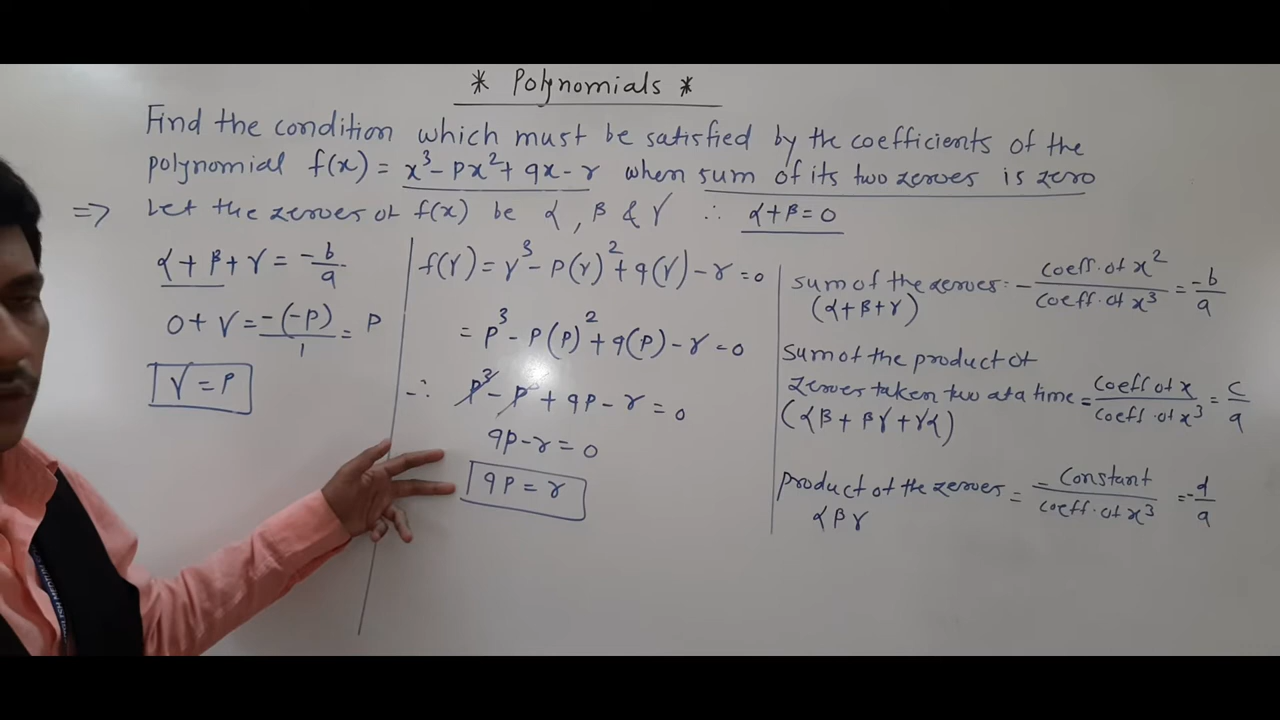 * Polynomials *
Find the condition which must be satisfied by the coefficients of the
polynomial f(x) = x³ - px² + qx - r when sum of its two zeroes is zero
⇒ Let the zeroes of f(x) be α, β & γ ∴ α+β=0
α + β + γ = -b/a
0 + γ = -(-p)/1 = p
γ = p
f(γ) = γ³ - p(γ)² + q(γ) - r = 0
= p³ - p(p)² + q(p) - r = 0
∴ p³ - p³ + qp - r = 0
qp - r = 0
qp = r
sum of the zeroes = - coeff. of x²/coeff. of x³ = -b/a
(α + β + γ)
sum of the product of
zeroes taken two at a time = coeff of x/coeff. of x³ = c/a
(αβ + βγ + γα)
product of the zeroes = - constant/coeff. of x³ = -d/a
αβγ